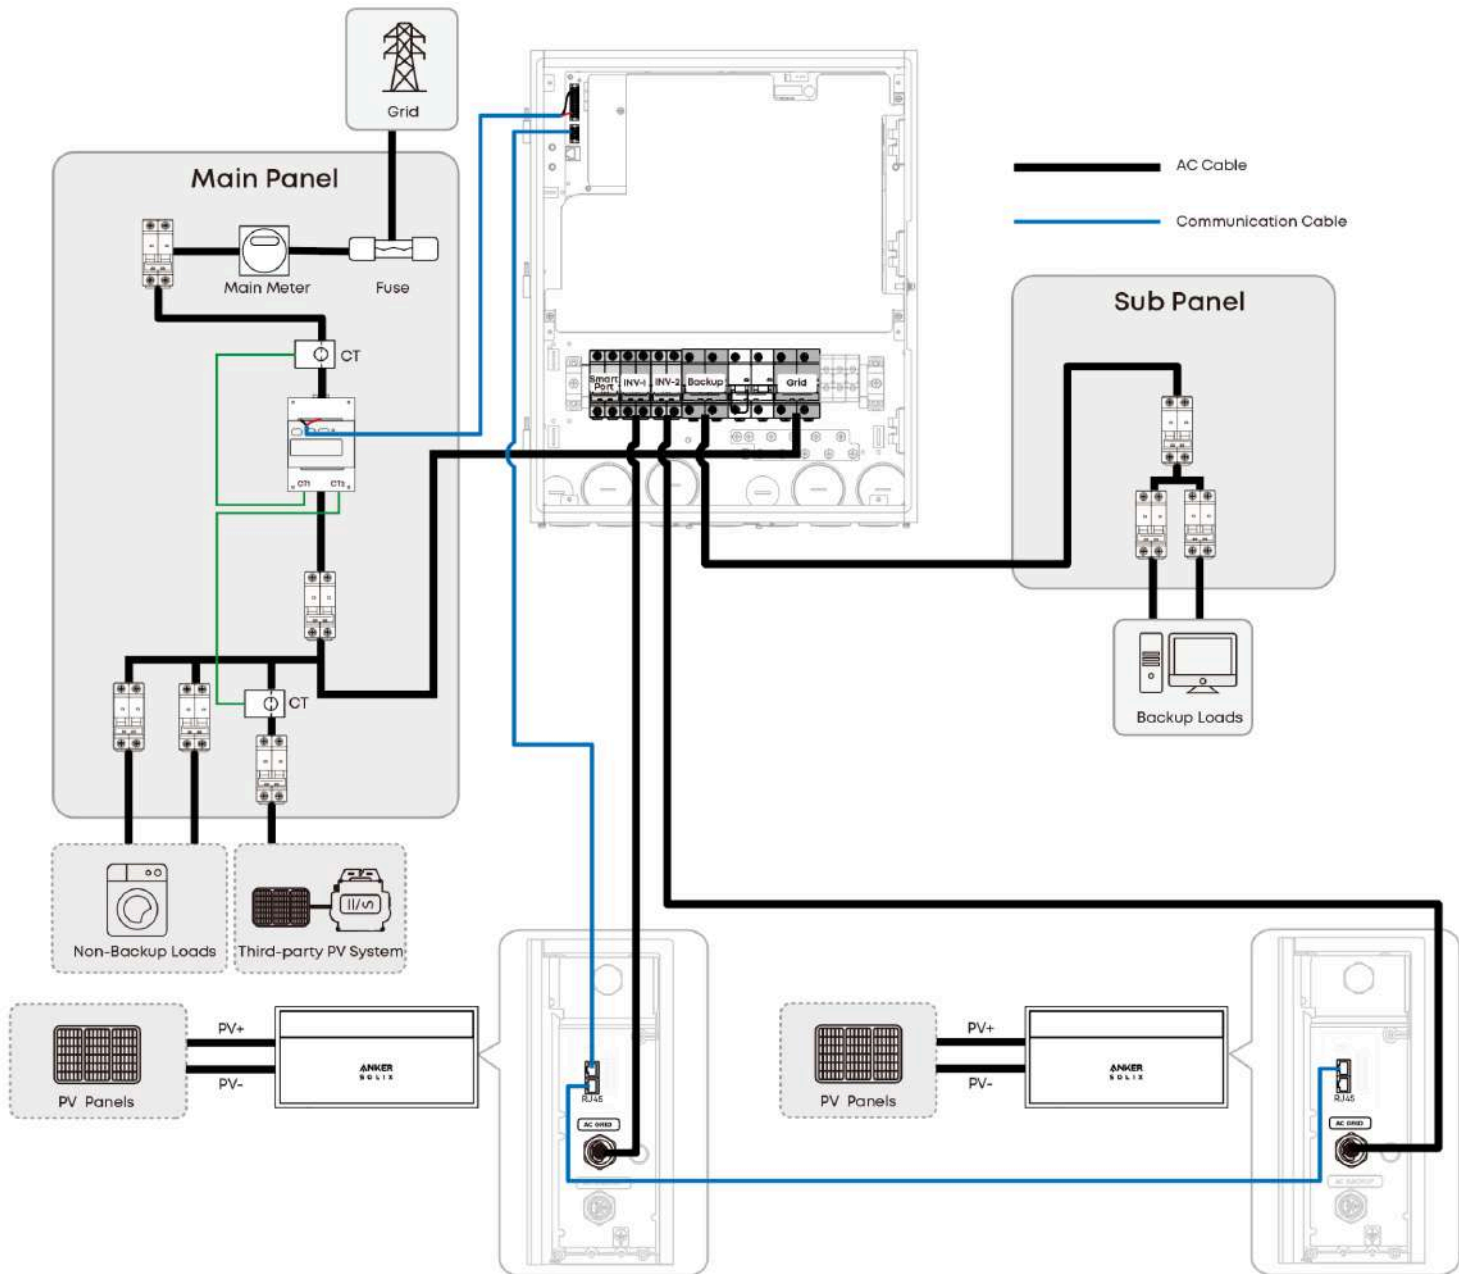 Grid
Main Panel
AC Cable
Communication Cable
Main Meter
Fuse
Sub Panel
CT
Smart
Port
INV-1
INV-2
Backup
Grid
CT1
CT2
CT
Backup Loads
Non-Backup Loads
Third-party PV System
PV+
PV-
PV Panels
ANKER
SOLIX
RJ45
AC GRID
PV+
PV-
PV Panels
ANKER
SOLIX
RJ45
AC GRID
AC BACKUP